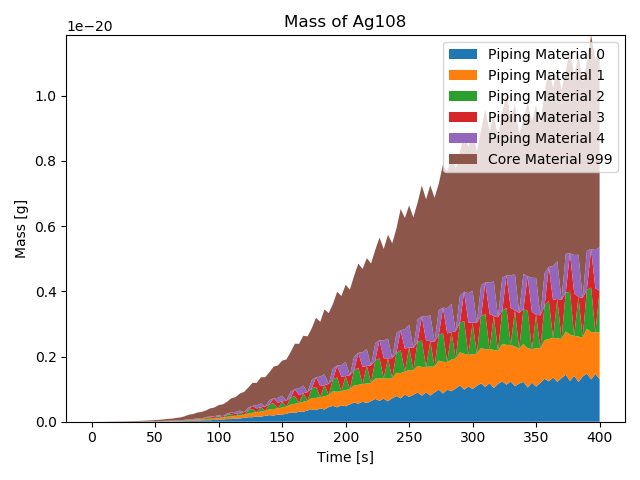 Mass of Ag108
1e−20
Piping Material 0
Piping Material 1
Piping Material 2
Piping Material 3
Piping Material 4
Core Material 999
1.0
0.8
0.6
0.4
0.2
0.0
Mass [g]
0 50 100 150 200 250 300 350 400
Time [s]